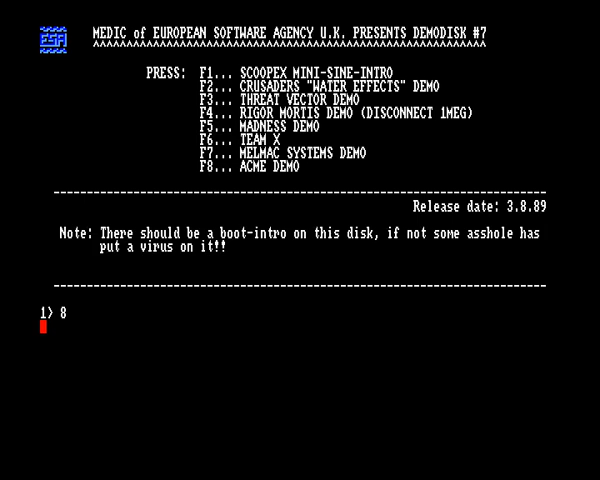 ESA
MEDIC of EUROPEAN SOFTWARE AGENCY U.K. PRESENTS DEMODISK #7
^^^^^^^^^^^^^^^^^^^^^^^^^^^^^^^^^^^^^^^^^^^^^^^^^^^^^^^^^^^
PRESS: F1... SCOOPEX MINI-SINE-INTRO
F2... CRUSADERS "WATER EFFECTS" DEMO
F3... THREAT VECTOR DEMO
F4... RIGOR MORTIS DEMO (DISCONNECT 1MEG)
F5... MADNESS DEMO
F6... TEAM X
F7... MELMAC SYSTEMS DEMO
F8... ACME DEMO
--------------------------------------------------------------------------
Release date: 3.8.89
Note: There should be a boot-intro on this disk, if not some asshole has
put a virus on it!!
--------------------------------------------------------------------------
1> 8